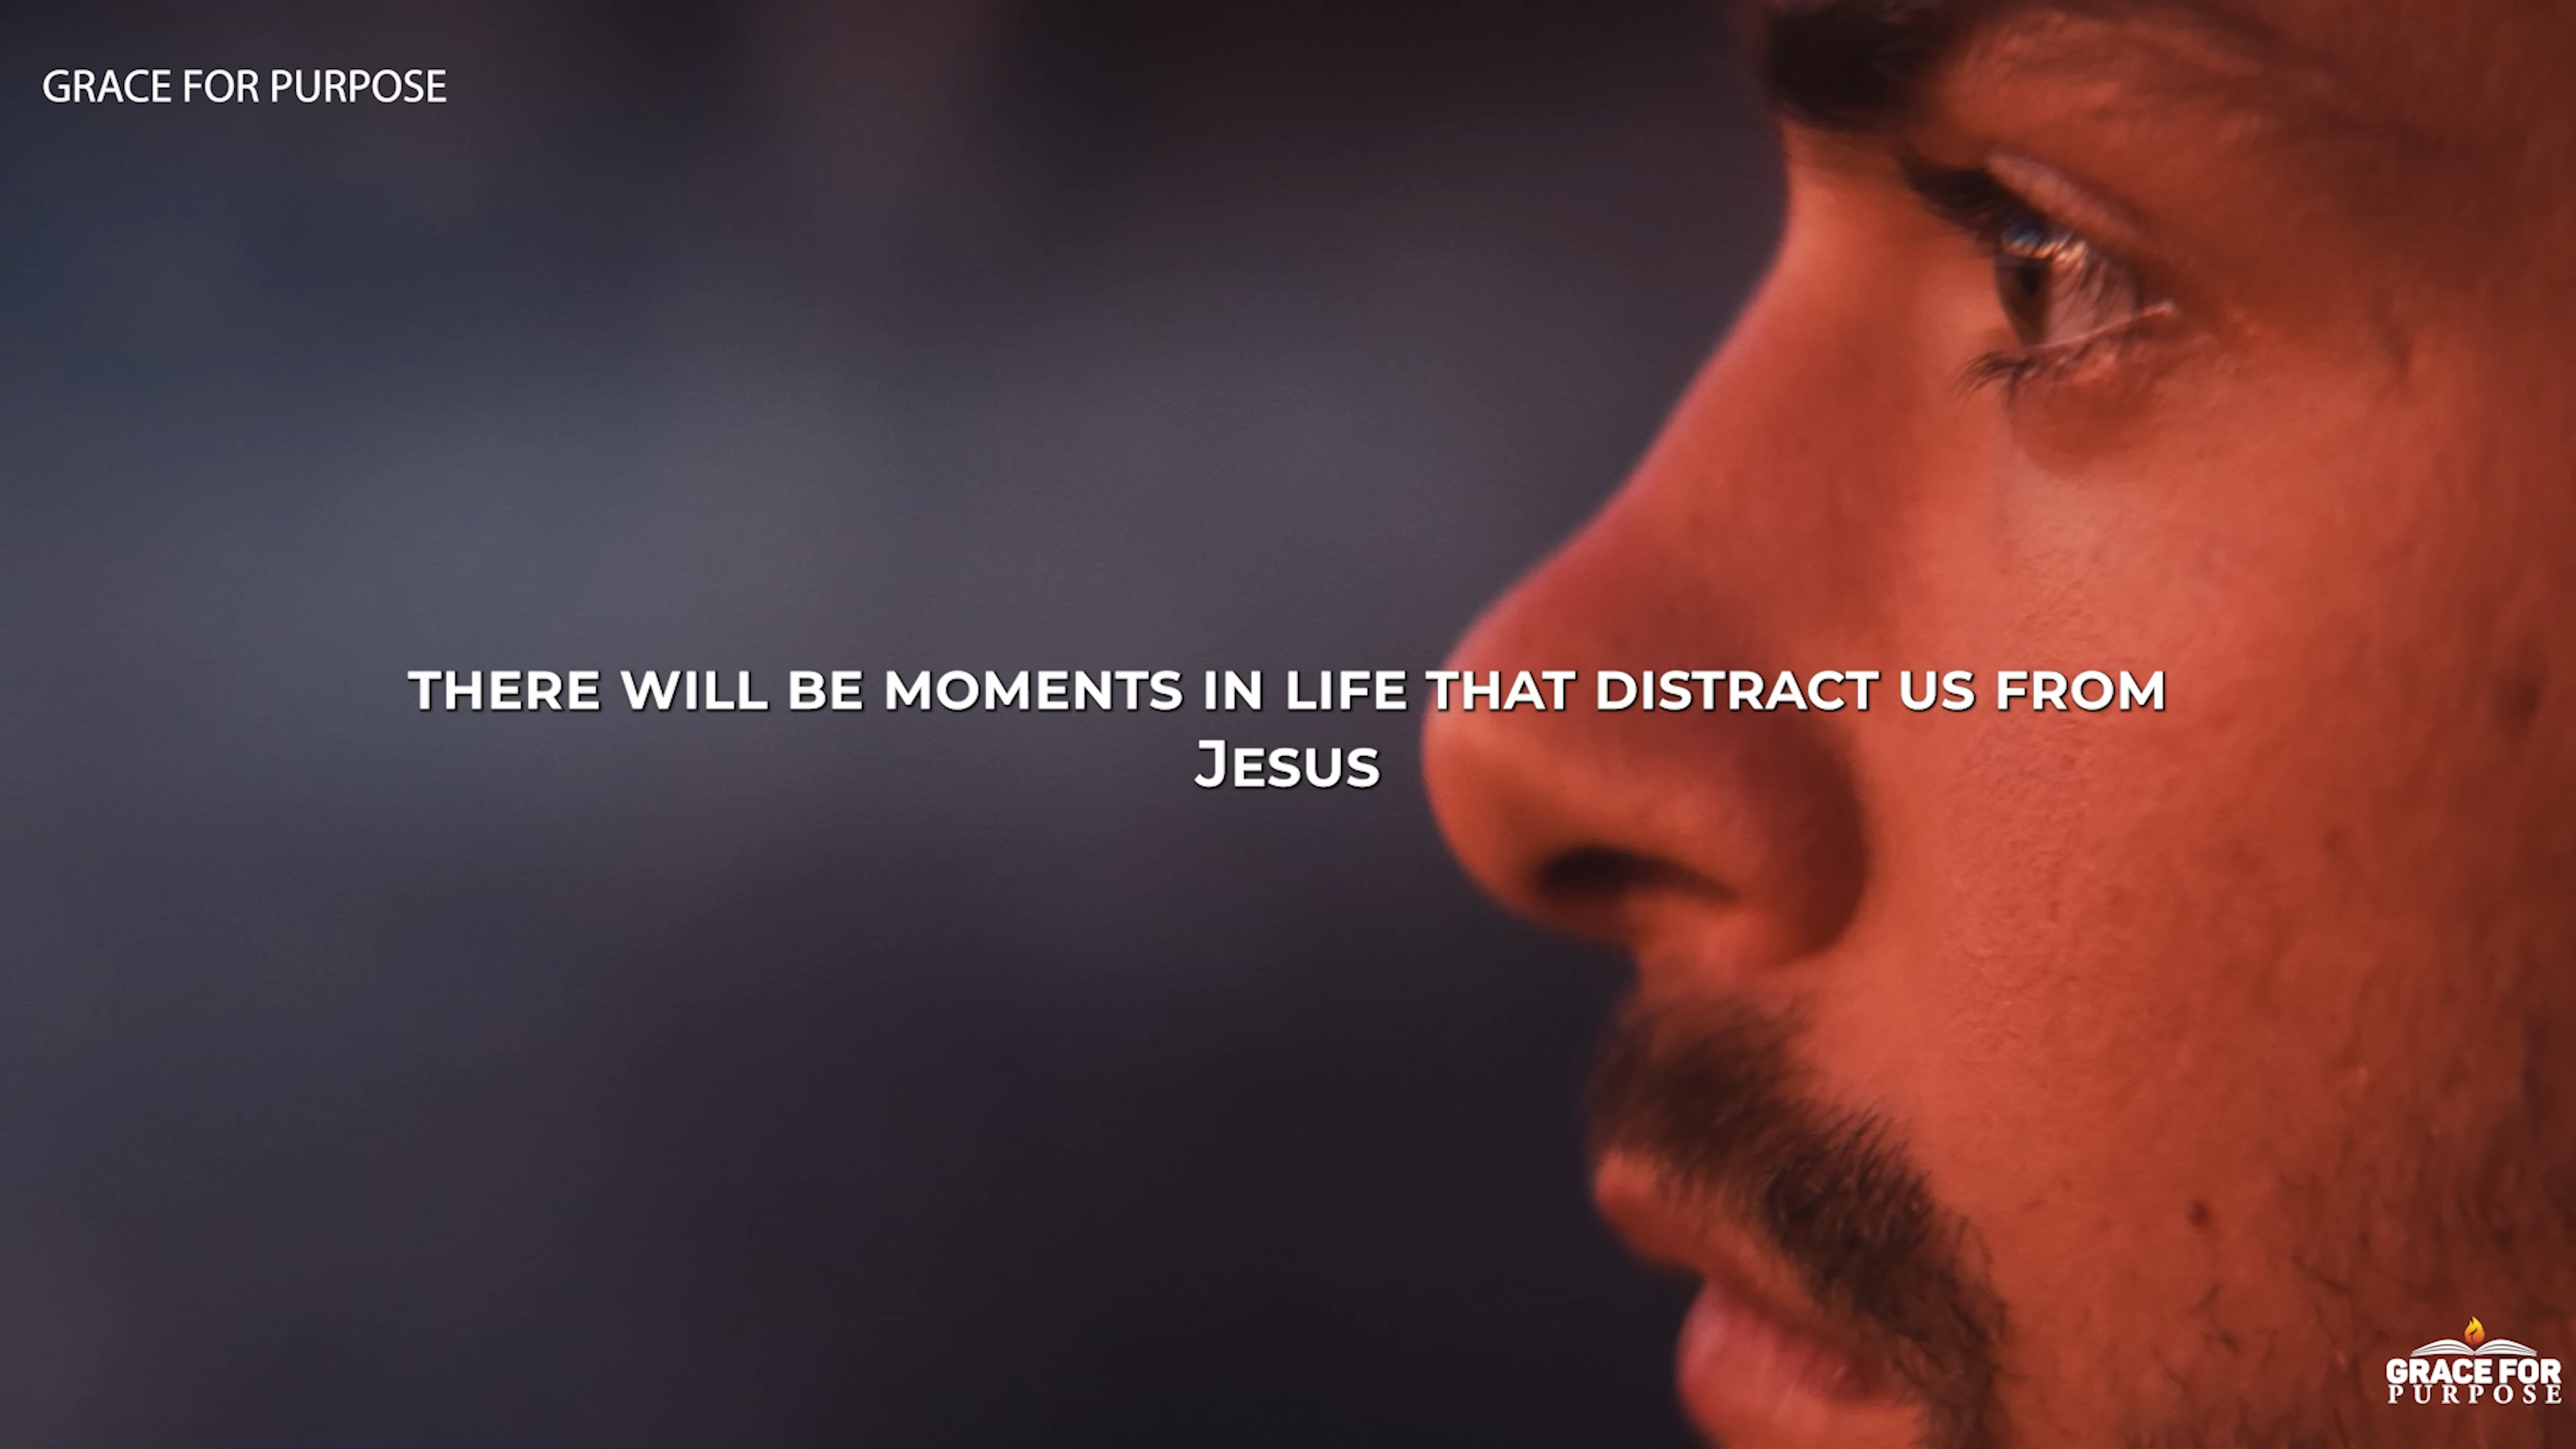 GRACE FOR PURPOSE
THERE WILL BE MOMENTS IN LIFE THAT DISTRACT US FROM
JESUS
GRACE FOR
PURPOSE